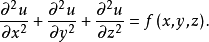 ∂²u/∂x² + ∂²u/∂y² + ∂²u/∂z² = f(x,y,z).